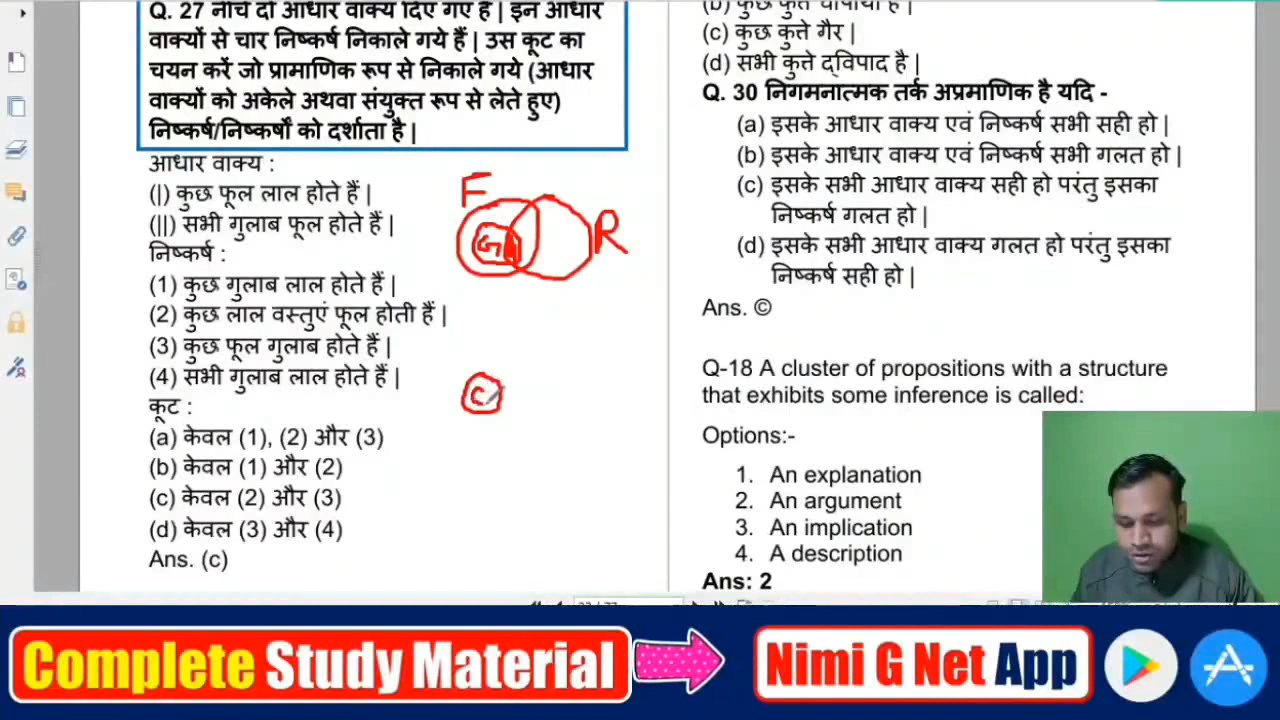 Q. 27 नीचे दो आधार वाक्य दिए गए हैं | इन आधार
वाक्यों से चार निष्कर्ष निकाले गये हैं | उस कूट का
चयन करें जो प्रामाणिक रूप से निकाले गये (आधार
वाक्यों को अकेले अथवा संयुक्त रूप से लेते हुए)
निष्कर्ष/निष्कर्षों को दर्शाता है |
आधार वाक्य :
(|) कुछ फूल लाल होते हैं |
(||) सभी गुलाब फूल होते हैं |
निष्कर्ष :
(1) कुछ गुलाब लाल होते हैं |
(2) कुछ लाल वस्तुएं फूल होती हैं |
(3) कुछ फूल गुलाब होते हैं |
(4) सभी गुलाब लाल होते हैं |
कूट :
(a) केवल (1), (2) और (3)
(b) केवल (1) और (2)
(c) केवल (2) और (3)
(d) केवल (3) और (4)
Ans. (c)
F
G
R
C
(b) कुछ कुत्ते चौपाया है |
(c) कुछ कुत्ते गैर |
(d) सभी कुत्ते द्विपाद है |
Q. 30 निगमनात्मक तर्क अप्रमाणिक है यदि -
(a) इसके आधार वाक्य एवं निष्कर्ष सभी सही हो |
(b) इसके आधार वाक्य एवं निष्कर्ष सभी गलत हो |
(c) इसके सभी आधार वाक्य सही हो परंतु इसका
निष्कर्ष गलत हो |
(d) इसके सभी आधार वाक्य गलत हो परंतु इसका
निष्कर्ष सही हो |
Ans. ©
Q-18 A cluster of propositions with a structure
that exhibits some inference is called:
Options:-
1. An explanation
2. An argument
3. An implication
4. A description
Ans: 2
Complete Study Material
Nimi G Net App